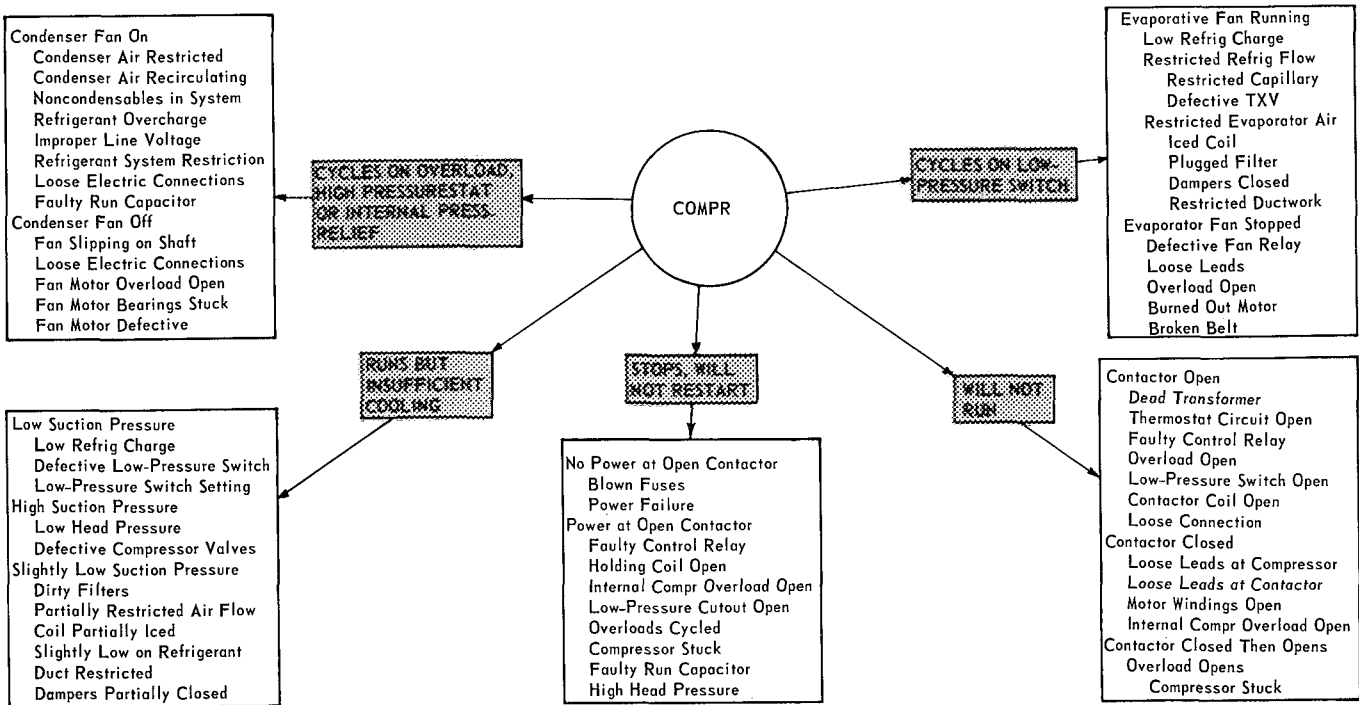 Condenser Fan On
Condenser Air Restricted
Condenser Air Recirculating
Noncondensables in System
Refrigerant Overcharge
Improper Line Voltage
Refrigerant System Restriction
Loose Electric Connections
Faulty Run Capacitor
Condenser Fan Off
Fan Slipping on Shaft
Loose Electric Connections
Fan Motor Overload Open
Fan Motor Bearings Stuck
Fan Motor Defective
CYCLES ON OVERLOAD,
HIGH PRESSURESTAT
OR INTERNAL PRESS.
RELIEF
COMPR
CYCLES ON LOW-
PRESSURE SWITCH
Evaporative Fan Running
Low Refrig Charge
Restricted Refrig Flow
Restricted Capillary
Defective TXV
Restricted Evaporator Air
Iced Coil
Plugged Filter
Dampers Closed
Restricted Ductwork
Evaporator Fan Stopped
Defective Fan Relay
Loose Leads
Overload Open
Burned Out Motor
Broken Belt
RUNS BUT
INSUFFICIENT
COOLING
STOPS, WILL
NOT RESTART
WILL NOT
RUN
Low Suction Pressure
Low Refrig Charge
Defective Low-Pressure Switch
Low-Pressure Switch Setting
High Suction Pressure
Low Head Pressure
Defective Compressor Valves
Slightly Low Suction Pressure
Dirty Filters
Partially Restricted Air Flow
Coil Partially Iced
Slightly Low on Refrigerant
Duct Restricted
Dampers Partially Closed
No Power at Open Contactor
Blown Fuses
Power Failure
Power at Open Contactor
Faulty Control Relay
Holding Coil Open
Internal Compr Overload Open
Low-Pressure Cutout Open
Overloads Cycled
Compressor Stuck
Faulty Run Capacitor
High Head Pressure
Contactor Open
Dead Transformer
Thermostat Circuit Open
Faulty Control Relay
Overload Open
Low-Pressure Switch Open
Contactor Coil Open
Loose Connection
Contactor Closed
Loose Leads at Compressor
Loose Leads at Contactor
Motor Windings Open
Internal Compr Overload Open
Contactor Closed Then Opens
Overload Opens
Compressor Stuck